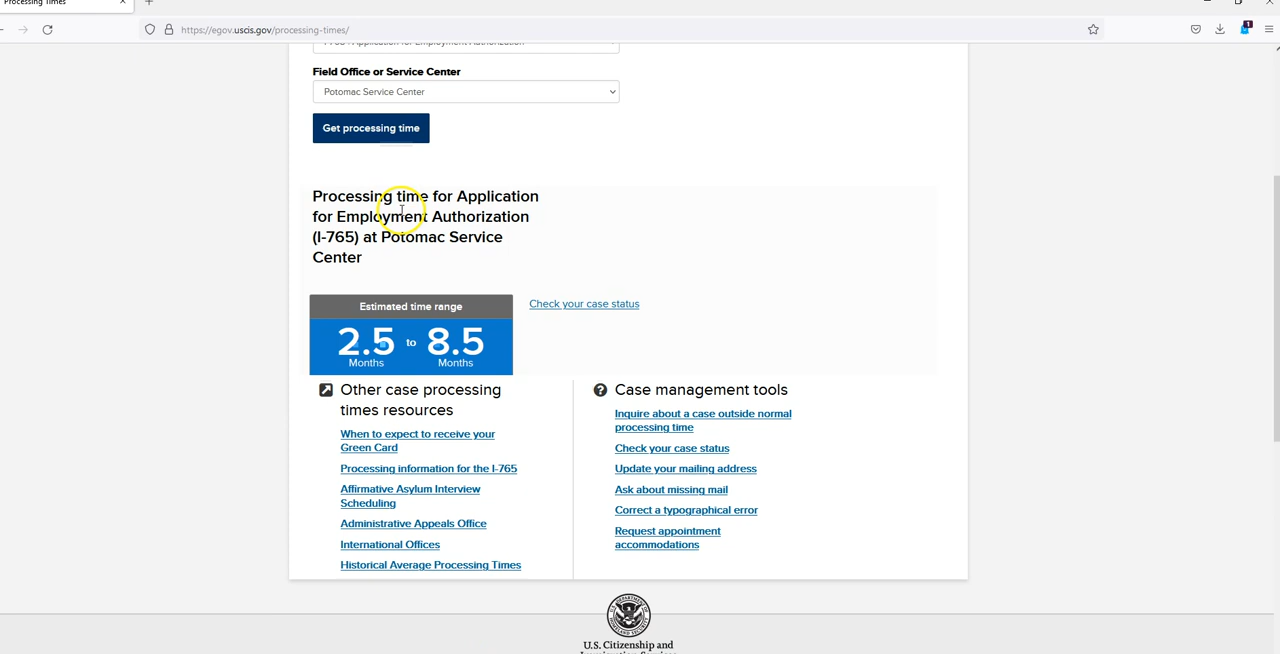 Processing Times
https://egov.uscis.gov/processing-times/
1
Field Office or Service Center
Potomac Service Center
Get processing time
Processing time for Application
for Employment Authorization
(I-765) at Potomac Service
Center
Estimated time range
Check your case status
2.5 to 8.5
Months Months
Other case processing
times resources
When to expect to receive your
Green Card
Processing information for the I-765
Affirmative Asylum Interview
Scheduling
Administrative Appeals Office
International Offices
Historical Average Processing Times
Case management tools
Inquire about a case outside normal
processing time
Check your case status
Update your mailing address
Ask about missing mail
Correct a typographical error
Request appointment
accommodations
U.S. Citizenship and